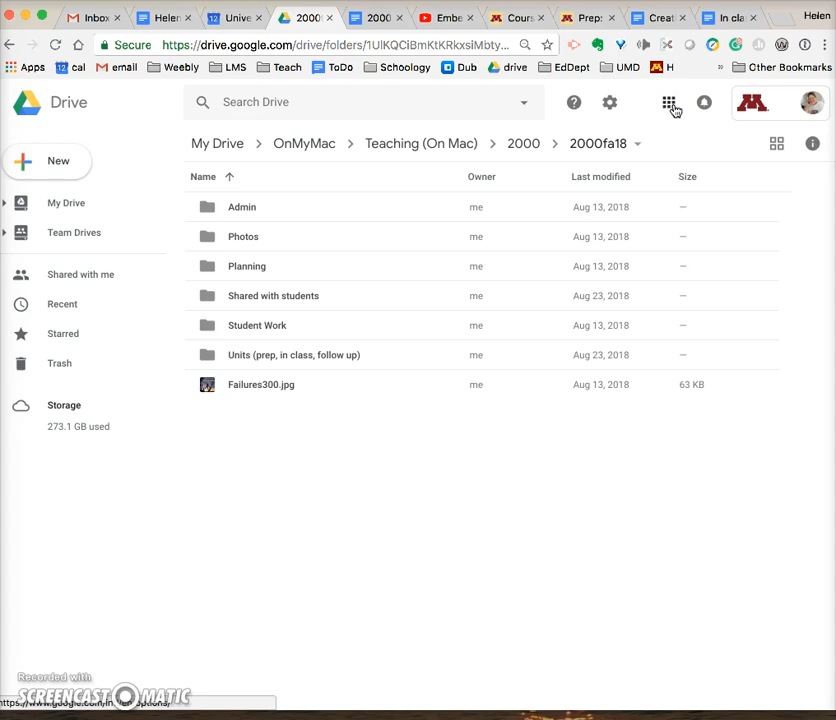 Inbox × Helen × Unive × 2000 × 2000 × Embe × Cours × Prep: × Creati × In cla × Helen
Secure https://drive.google.com/drive/folders/1UlKQCiBmKtKRkxsiMbty...
Apps 12 cal email Weebly LMS Teach ToDo Schoology Dub drive EdDept UMD H » Other Bookmarks
Drive Search Drive
My Drive > OnMyMac > Teaching (On Mac) > 2000 > 2000fa18
New
Name Owner Last modified Size
My Drive
Team Drives
Shared with me
Recent
Starred
Trash
Storage
273.1 GB used
Admin me Aug 13, 2018 —
Photos me Aug 13, 2018 —
Planning me Aug 13, 2018 —
Shared with students me Aug 23, 2018 —
Student Work me Aug 13, 2018 —
Units (prep, in class, follow up) me Aug 23, 2018 —
Failures300.jpg me Aug 13, 2018 63 KB
Recorded with
SCREENCAST MATIC